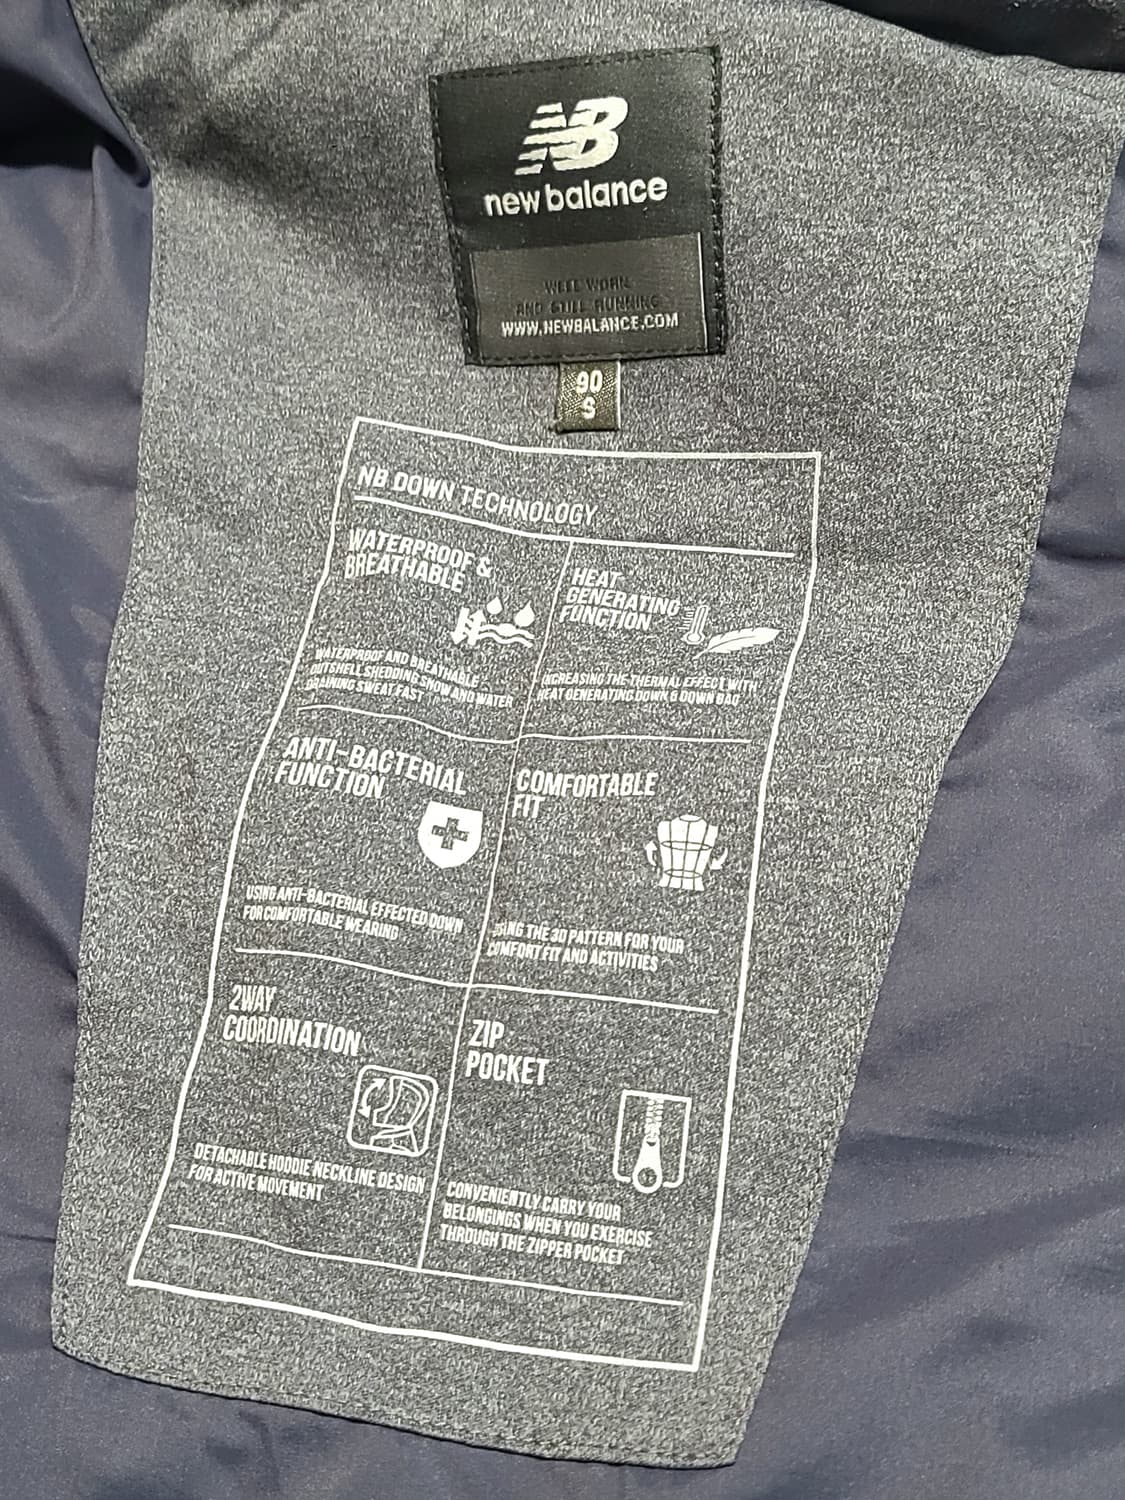 NB
new balance
WELL WORN
AND STILL RUNNING
WWW.NEWBALANCE.COM
90
S
NB DOWN TECHNOLOGY
WATERPROOF &
BREATHABLE
WATERPROOF AND BREATHABLE
OUTSHELL SHEDDING SNOW AND WATER
DRAINING SWEAT FAST
HEAT
GENERATING
FUNCTION
INCREASING THE THERMAL EFFECT WITH
HEAT GENERATING DOWN & DOWN BAG
ANTI-BACTERIAL
FUNCTION
USING ANTI-BACTERIAL EFFECTED DOWN
FOR COMFORTABLE WEARING
COMFORTABLE
FIT
USING THE 3D PATTERN FOR YOUR
COMFORT FIT AND ACTIVITIES
2WAY
COORDINATION
DETACHABLE HOODIE NECKLINE DESIGN
FOR ACTIVE MOVEMENT
ZIP
POCKET
CONVENIENTLY CARRY YOUR
BELONGINGS WHEN YOU EXERCISE
THROUGH THE ZIPPER POCKET